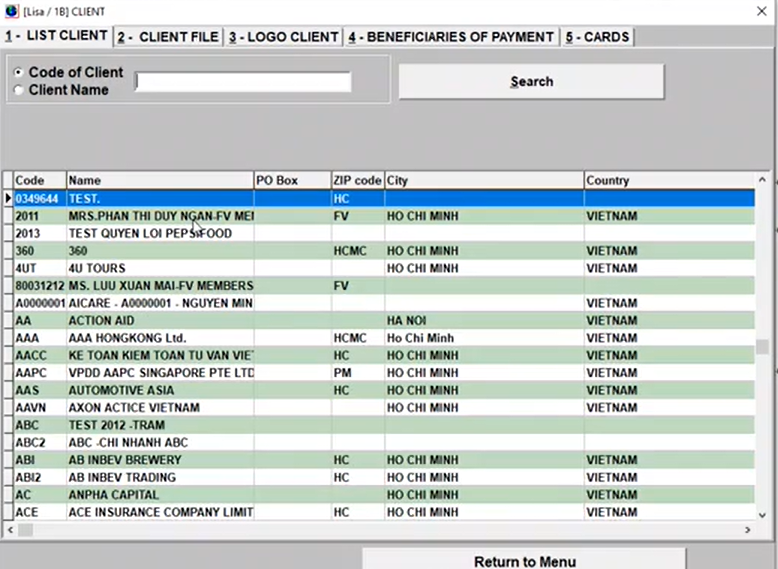 [Lisa / 1B] CLIENT
1 - LIST CLIENT 2 - CLIENT FILE 3 - LOGO CLIENT 4 - BENEFICIARIES OF PAYMENT 5 - CARDS
Code of Client
Client Name
Search
Code Name PO Box ZIP code City Country
0349644 TEST. HC
2011 MRS.PHAN THI DUY NGAN-FV MEI FV HO CHI MINH VIETNAM
2013 TEST QUYEN LOI PEPSIFOOD
360 360 HCMC HO CHI MINH VIETNAM
4UT 4U TOURS HO CHI MINH VIETNAM
80031212 MS. LUU XUAN MAI-FV MEMBERS FV
A0000001 AICARE - A0000001 - NGUYEN MIN VIETNAM
AA ACTION AID HA NOI VIETNAM
AAA AAA HONGKONG Ltd. HCMC Ho Chi Minh VIETNAM
AACC KE TOAN KIEM TOAN TU VAN VIE HC HO CHI MINH VIETNAM
AAPC VPDD AAPC SINGAPORE PTE LTD PM HO CHI MINH VIETNAM
AAS AUTOMOTIVE ASIA HC HO CHI MINH VIETNAM
AAVN AXON ACTICE VIETNAM HO CHI MINH VIETNAM
ABC TEST 2012 -TRAM
ABC2 ABC -CHI NHANH ABC
ABI AB INBEV BREWERY HC HO CHI MINH VIETNAM
ABI2 AB INBEV TRADING HC HO CHI MINH VIETNAM
AC ANPHA CAPITAL HO CHI MINH VIETNAM
ACE ACE INSURANCE COMPANY LIMIT HC HO CHI MINH VIETNAM
Return to Menu